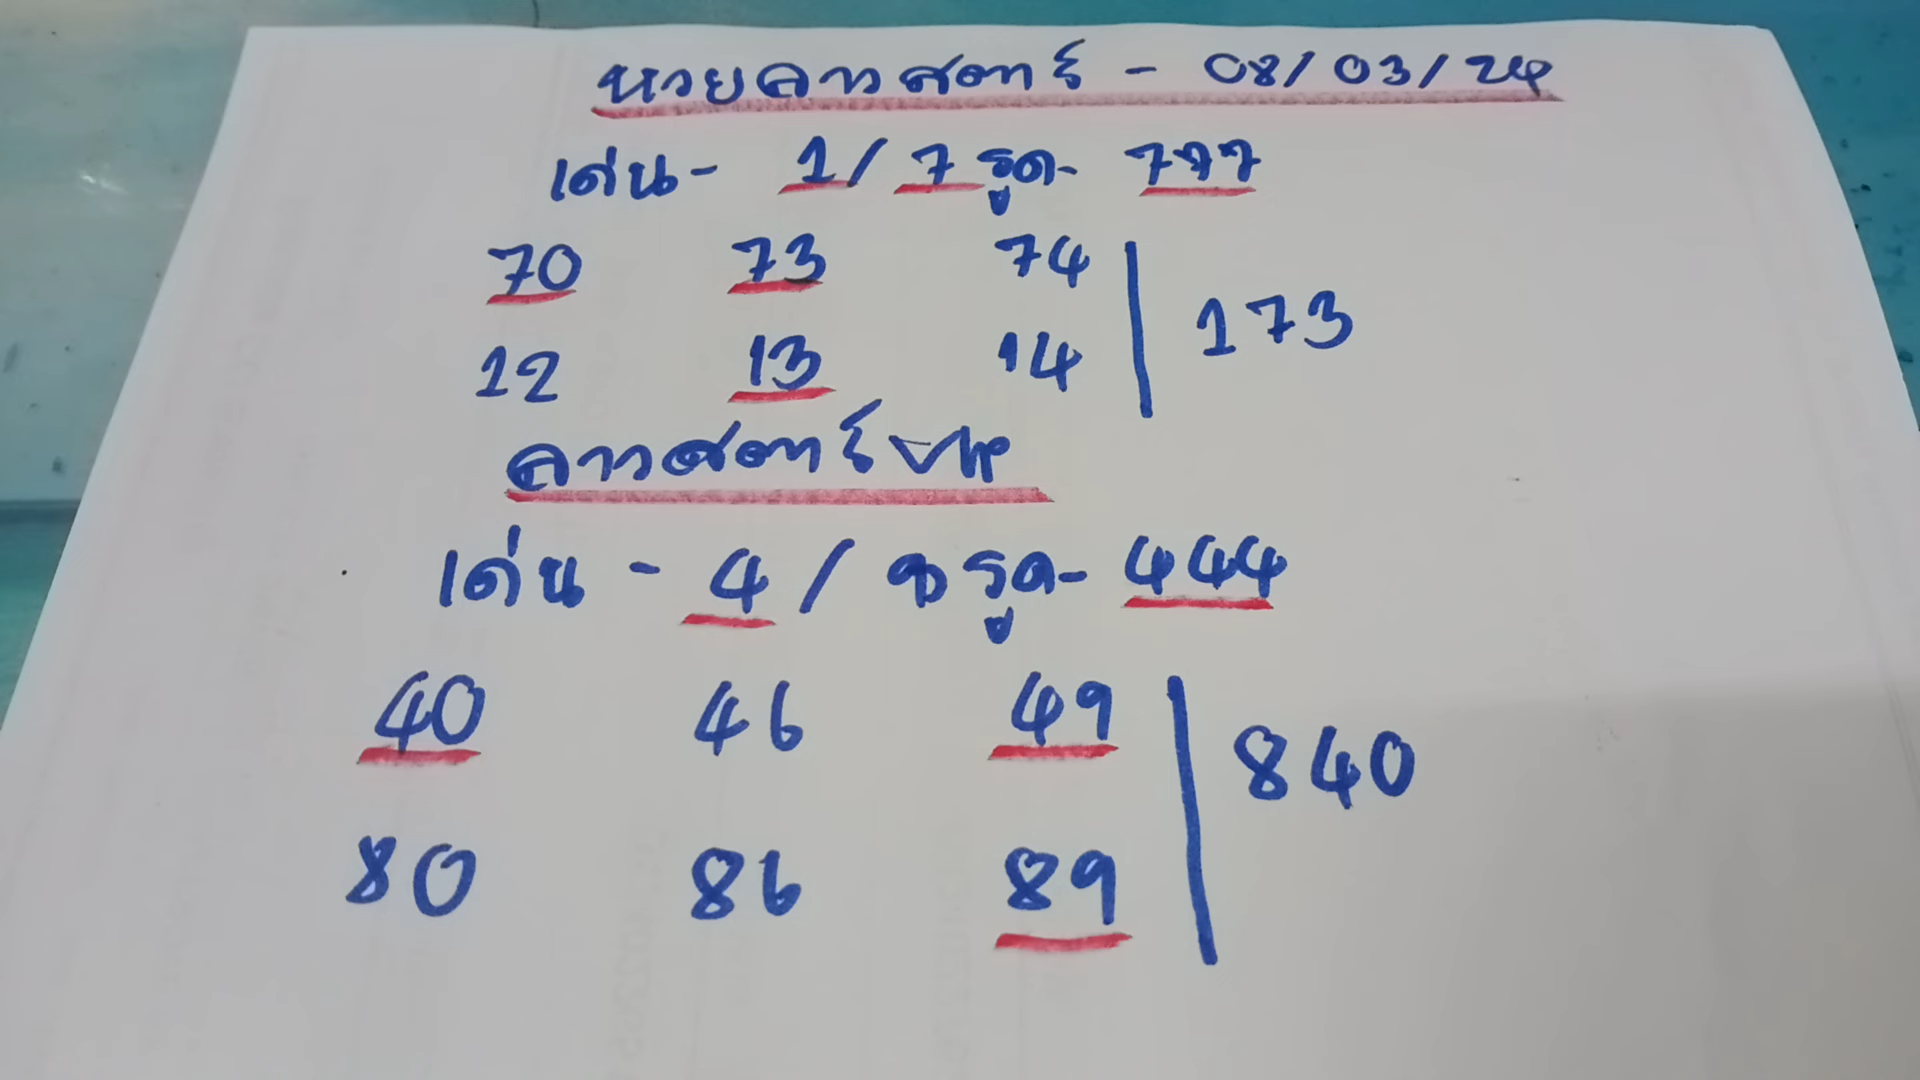 หวยลาวสตาร์ - 08/03/24
เด่น- 1/7 รูด- 777
70 73 74
12 13 14
173
ลาวสตาร์ VIP
เด่น - 4 / 8 รูด- 444
40 46 49
80 86 89
840